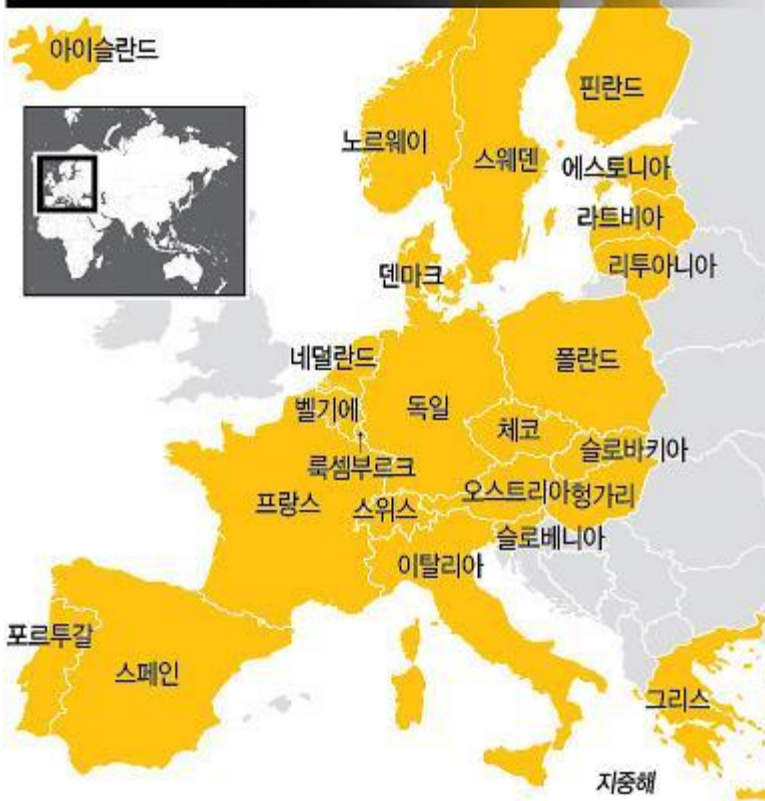 아이슬란드
핀란드
노르웨이
스웨덴
에스토니아
라트비아
덴마크
리투아니아
네덜란드
폴란드
벨기에
독일
체코
↑
슬로바키아
룩셈부르크
프랑스
스위스
오스트리아
헝가리
슬로베니아
이탈리아
포르투갈
스페인
그리스
지중해